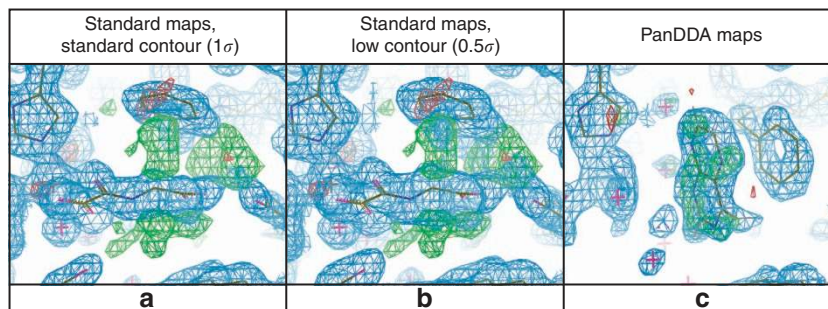 Standard maps,
standard contour (1σ)
Standard maps,
low contour (0.5σ)
PanDDA maps
a
b
c